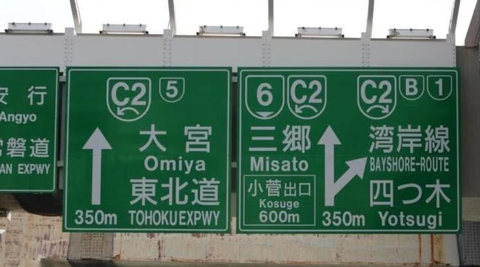 安行
Angyo
常磐道
AN EXPWY
C2 5
大宮
Omiya
東北道
350m TOHOKU EXPWY
6 C2
三郷
Misato
小菅出口
Kosuge
600m
350m
C2 B 1
湾岸線
BAYSHORE-ROUTE
四つ木
Yotsugi